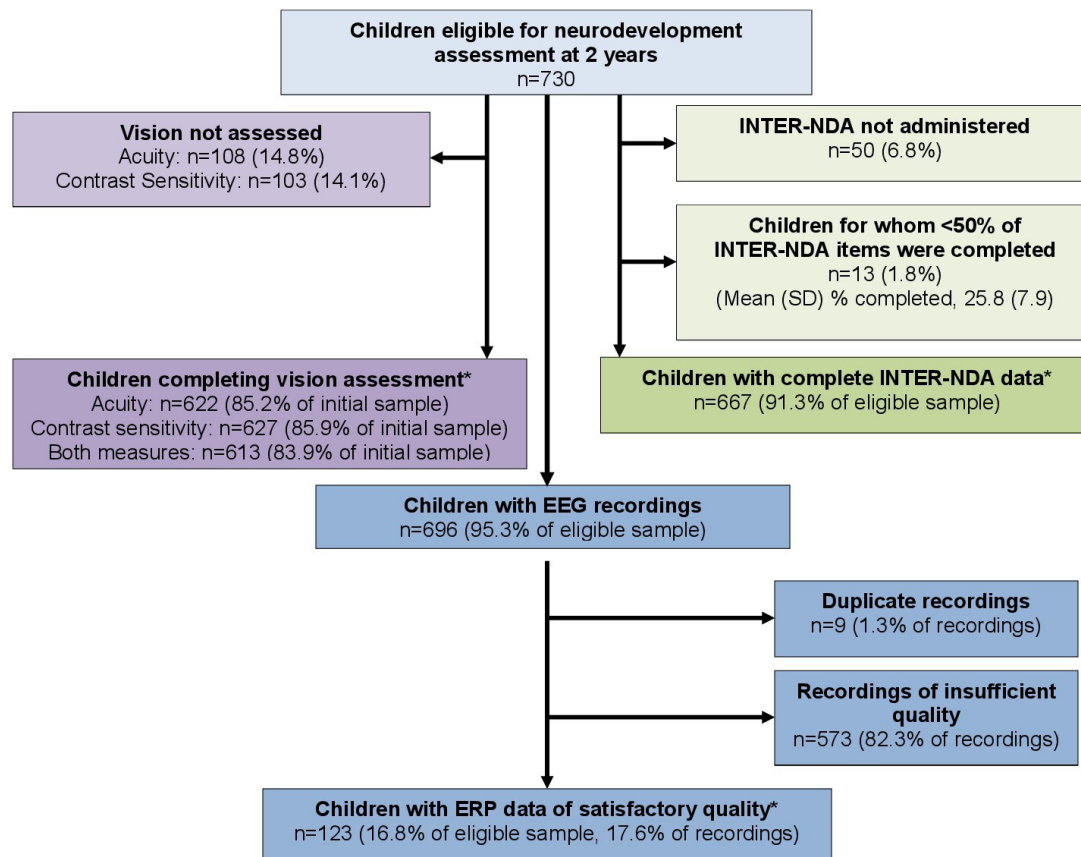 Children eligible for neurodevelopment
assessment at 2 years
n=730
Vision not assessed
Acuity: n=108 (14.8%)
Contrast Sensitivity: n=103 (14.1%)
INTER-NDA not administered
n=50 (6.8%)
Children for whom <50% of
INTER-NDA items were completed
n=13 (1.8%)
(Mean (SD) % completed, 25.8 (7.9)
Children completing vision assessment*
Acuity: n=622 (85.2% of initial sample)
Contrast sensitivity: n=627 (85.9% of initial sample)
Both measures: n=613 (83.9% of initial sample)
Children with complete INTER-NDA data*
n=667 (91.3% of eligible sample)
Children with EEG recordings
n=696 (95.3% of eligible sample)
Duplicate recordings
n=9 (1.3% of recordings)
Recordings of insufficient
quality
n=573 (82.3% of recordings)
Children with ERP data of satisfactory quality*
n=123 (16.8% of eligible sample, 17.6% of recordings)